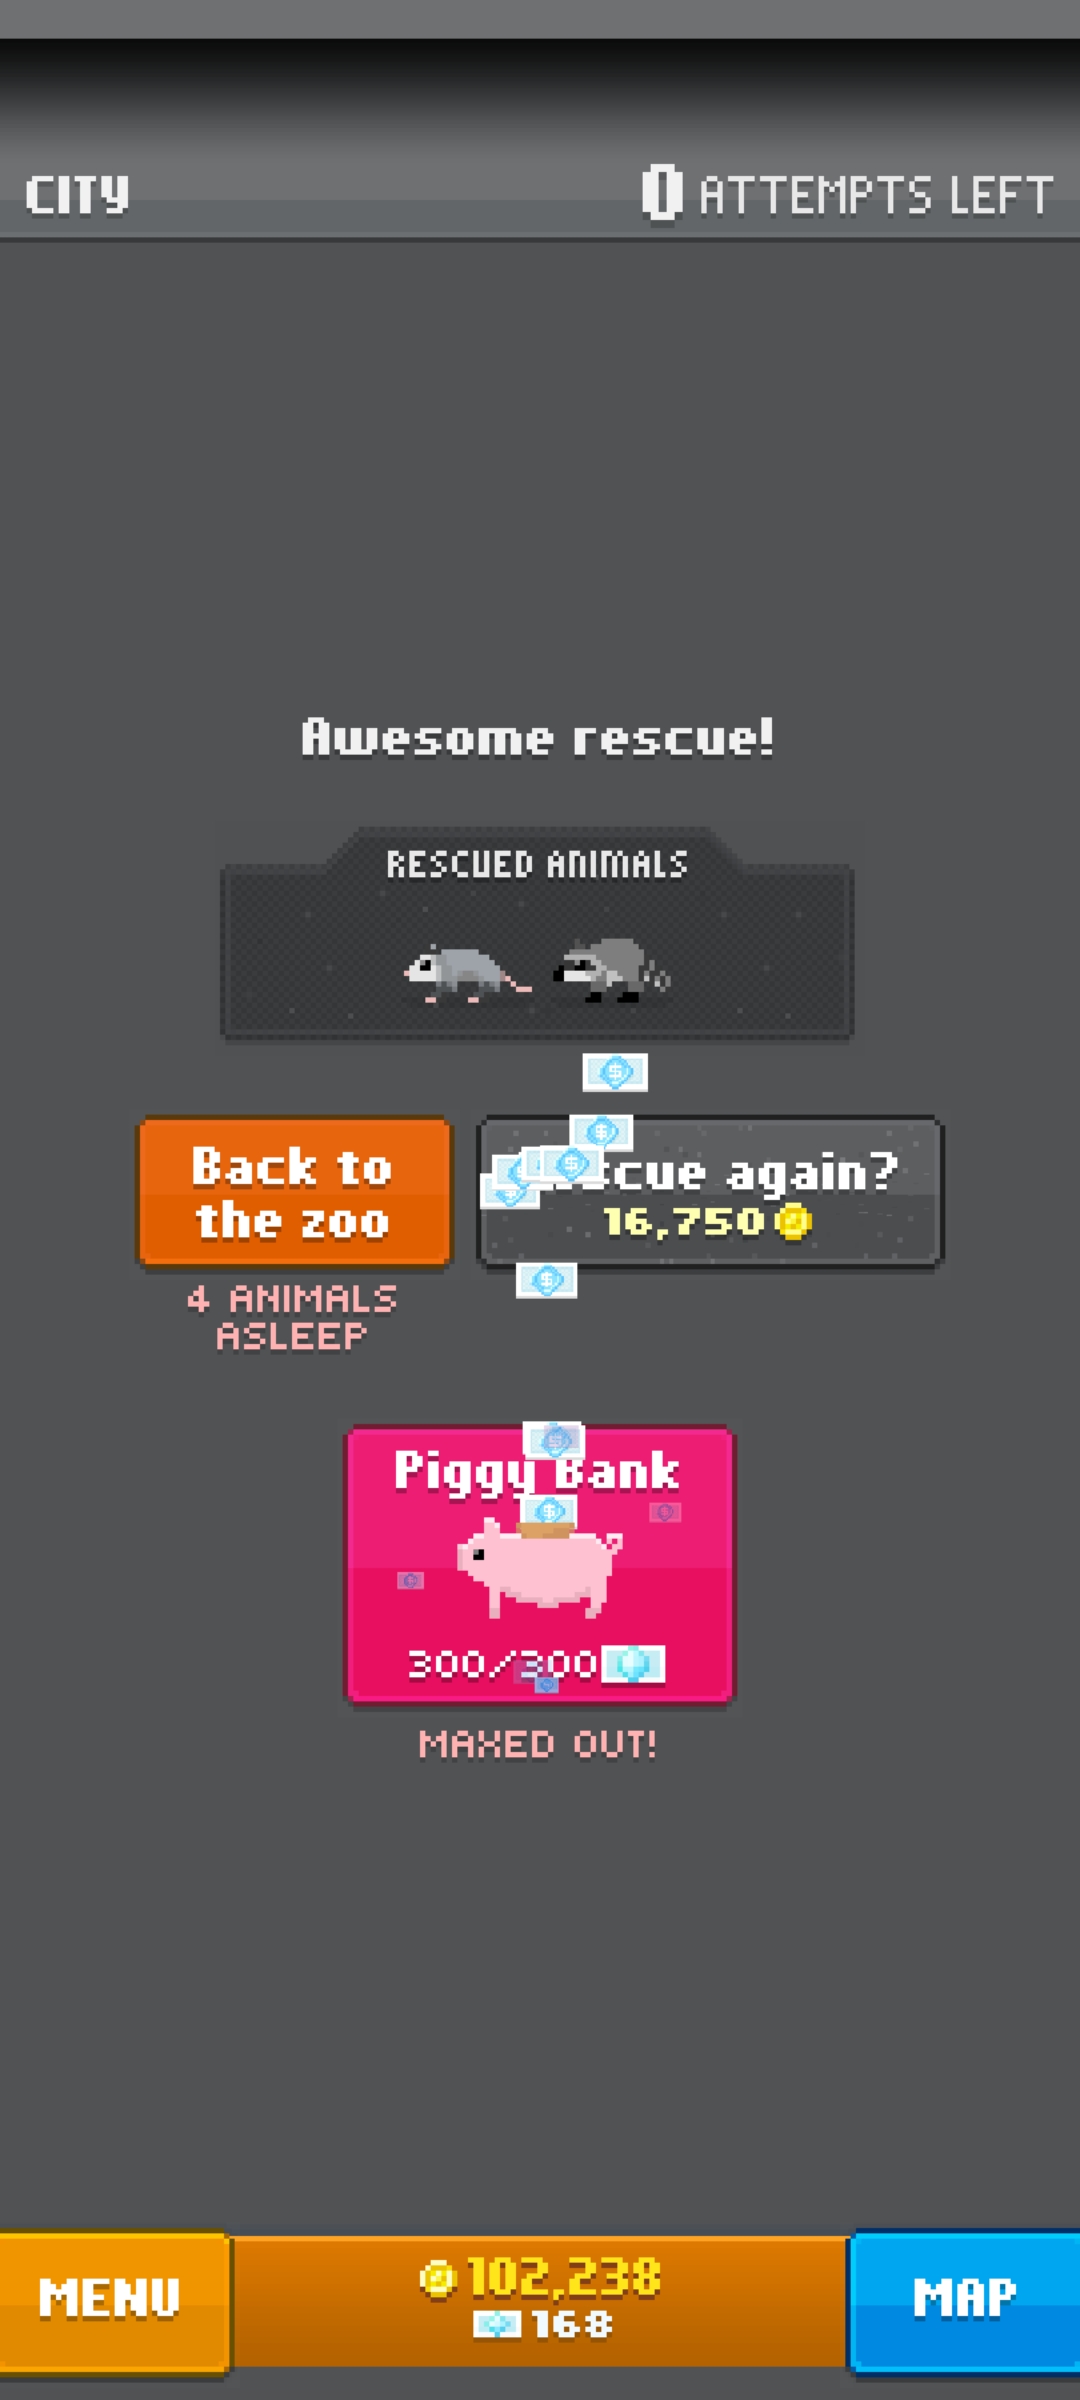 CITY
0 ATTEMPTS LEFT
Awesome rescue!
RESCUED ANIMALS
Back to
the zoo
again?
16,750
4 ANIMALS
ASLEEP
Piggy Bank
300/300
MAXED OUT!
MENU
102,238
168
MAP